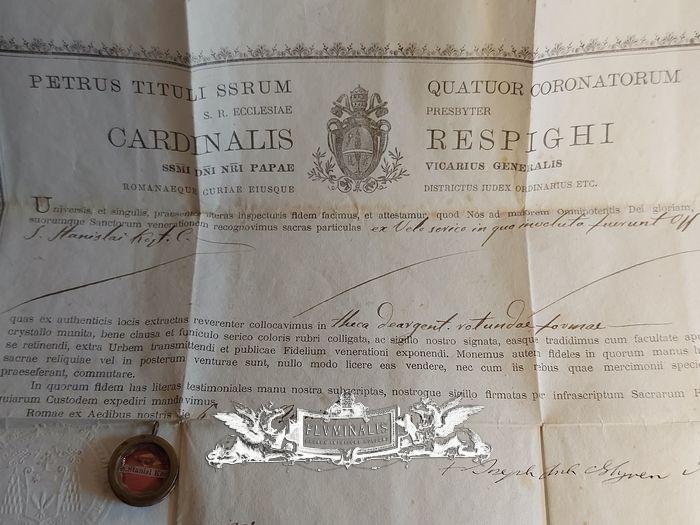 PETRUS TITULI SSRUM QUATUOR CORONATORUM
S. R. ECCLESIAE PRESBYTER
CARDINALIS RESPIGHI
SSMI DNI NRI PAPAE VICARIUS GENERALIS
ROMANAEQUE CURIAE EIUSQUE DISTRICTUS IUDEX ORDINARIUS ETC.
Universis, et singulis, praesentes literas inspecturis fidem facimus, et attestamur, quod Nos ad maiorem Omnipotentis Dei gloriam,
suorumque Sanctorum venerationem recognovimus sacras particulas ex Velo serico in quo involuta fuerunt Oss
S. Stanislai Kost. C.
quas ex authenticis locis extractas reverenter collocavimus in theca deargent. rotundae formae
crystallo munita, bene clausa et funiculo serico coloris rubri colligata, ac sigillo nostro signata, easque tradidimus cum facultate apu
se retinendi, extra Urbem transmittendi et publicae Fidelium venerationi exponendi. Monemus autem fideles in quorum manus
sacrae reliquiae vel in posterum venturae sunt, nullo modo licere eas vendere, nec cum iis rebus quae mercimonii speci
praeseferant, commutare.
In quorum fidem has literas testimoniales manu nostra subscriptas, nostroque sigillo firmatas per infrascriptum Sacrarum
quiarum Custodem expediri mandavimus.
Romae ex Aedibus nostris die
FLVMINALIS
Stanisl Kos